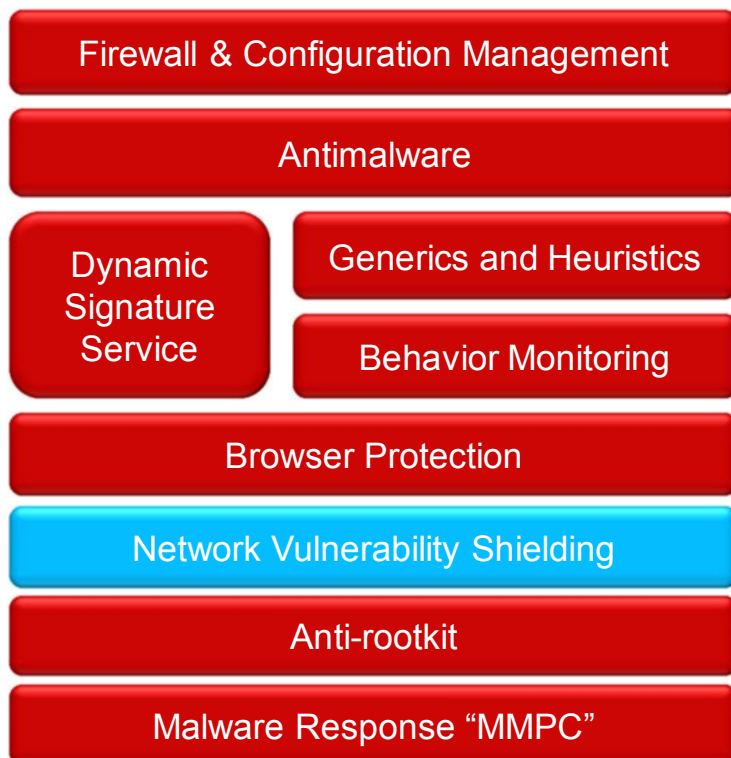 Firewall & Configuration Management
Antimalware
Dynamic
Signature
Service
Generics and Heuristics
Behavior Monitoring
Browser Protection
Network Vulnerability Shielding
Anti-rootkit
Malware Response “MMPC”